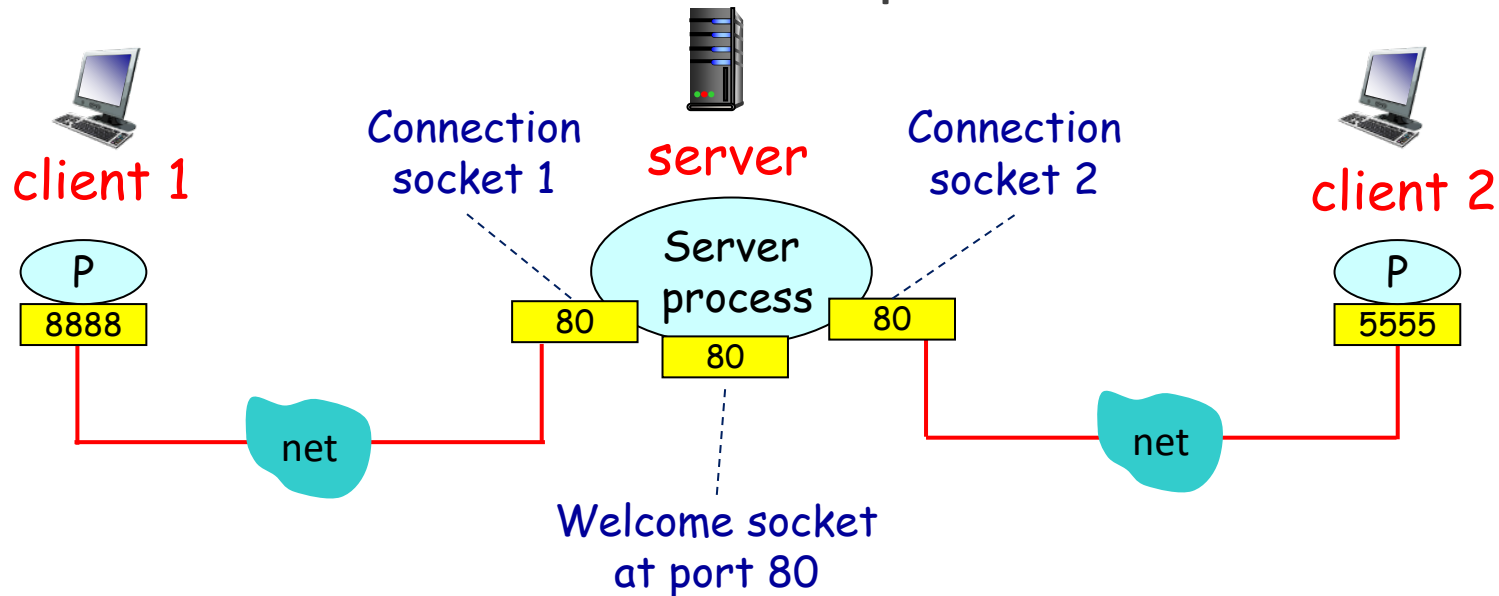 Connection
socket 1
server
Connection
socket 2
client 1
client 2
Server
process
P
8888
80
80
80
P
5555
net
net
Welcome socket
at port 80